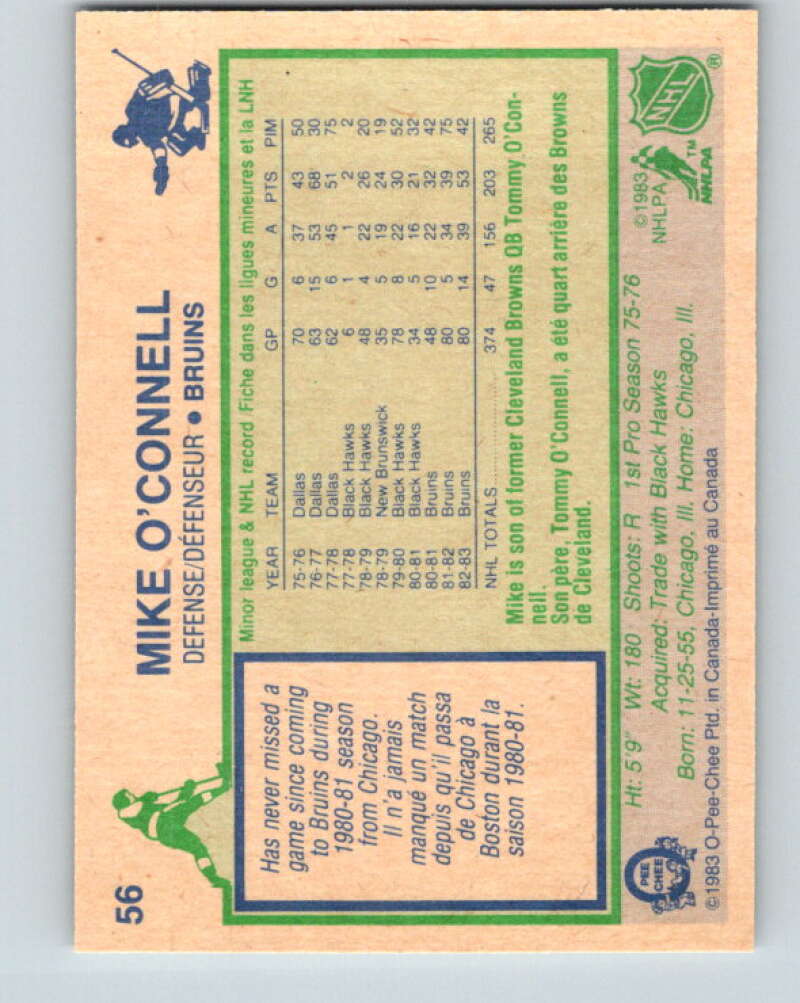 56
MIKE O'CONNELL
DEFENSE/DÉFENSEUR • BRUINS
Has never missed a
game since coming
to Bruins during
1980-81 season
from Chicago.
Il n'a jamais
manqué un match
depuis qu'il passa
de Chicago à
Boston durant la
saison 1980-81.
Minor league & NHL record Fiche dans les ligues mineures et la LNH
YEAR TEAM GP G A PTS PIM
75-76 Dallas 70 6 37 43 50
76-77 Dallas 63 15 53 68 30
77-78 Dallas 62 6 45 51 75
77-78 Black Hawks 6 1 1 2 2
78-79 Black Hawks 48 4 22 26 20
78-79 New Brunswick 35 5 19 24 19
79-80 Black Hawks 78 8 22 30 52
80-81 Black Hawks 34 5 16 21 32
80-81 Bruins 48 10 22 32 42
81-82 Bruins 80 5 34 39 75
82-83 Bruins 80 14 39 53 42
NHL TOTALS 374 47 156 203 265
Mike is son of former Cleveland Browns QB Tommy O'Con-
nell.
Son père, Tommy O'Connell, a été quart arrière des Browns
de Cleveland.
Ht: 5'9" Wt: 180 Shoots: R 1st Pro Season 75-76
Acquired: Trade with Black Hawks
Born: 11-25-55, Chicago, Ill. Home: Chicago, Ill.
©1983 O-Pee-Chee Ptd. in Canada-Imprimé au Canada
O
PEE
CHEE
©1983
NHLPA
NHLPA
TM
NHL
®